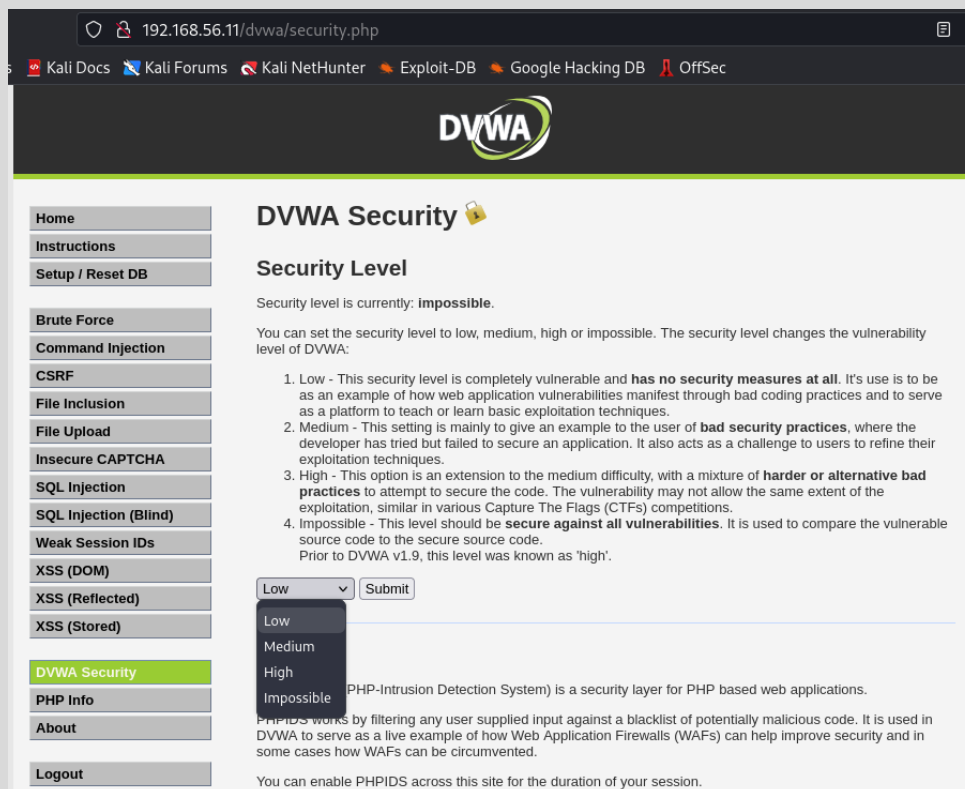 192.168.56.11/dvwa/security.php
s Kali Docs Kali Forums Kali NetHunter Exploit-DB Google Hacking DB OffSec
DVWA
Home
Instructions
Setup / Reset DB
Brute Force
Command Injection
CSRF
File Inclusion
File Upload
Insecure CAPTCHA
SQL Injection
SQL Injection (Blind)
Weak Session IDs
XSS (DOM)
XSS (Reflected)
XSS (Stored)
DVWA Security
PHP Info
About
Logout
DVWA Security
Security Level
Security level is currently: impossible.
You can set the security level to low, medium, high or impossible. The security level changes the vulnerability
level of DVWA:
1. Low - This security level is completely vulnerable and has no security measures at all. It's use is to be
as an example of how web application vulnerabilities manifest through bad coding practices and to serve
as a platform to teach or learn basic exploitation techniques.
2. Medium - This setting is mainly to give an example to the user of bad security practices, where the
developer has tried but failed to secure an application. It also acts as a challenge to users to refine their
exploitation techniques.
3. High - This option is an extension to the medium difficulty, with a mixture of harder or alternative bad
practices to attempt to secure the code. The vulnerability may not allow the same extent of the
exploitation, similar in various Capture The Flags (CTFs) competitions.
4. Impossible - This level should be secure against all vulnerabilities. It is used to compare the vulnerable
source code to the secure source code.
Prior to DVWA v1.9, this level was known as 'high'.
Low Submit
Low
Medium
High
Impossible
PHP-Intrusion Detection System) is a security layer for PHP based web applications.
PHPIDS works by filtering any user supplied input against a blacklist of potentially malicious code. It is used in
DVWA to serve as a live example of how Web Application Firewalls (WAFs) can help improve security and in
some cases how WAFs can be circumvented.
You can enable PHPIDS across this site for the duration of your session.